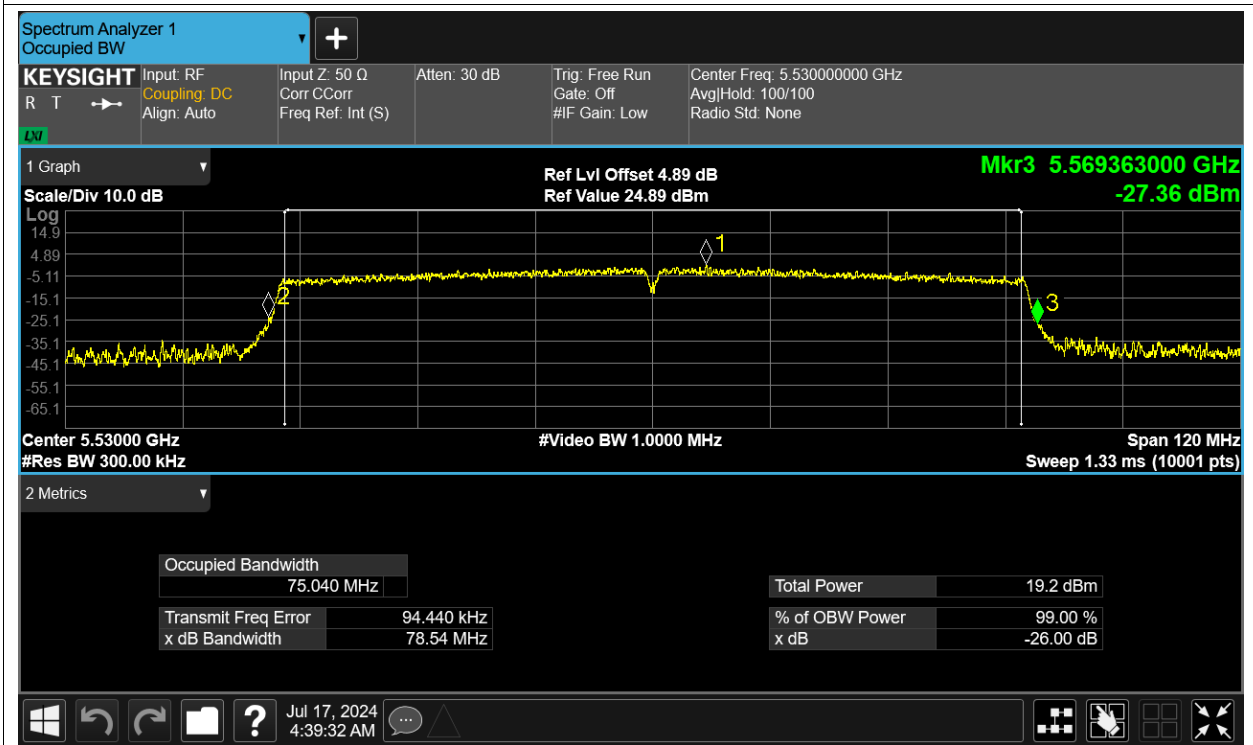 Spectrum Analyzer 1
Occupied BW
KEYSIGHT
R T
LXI
Input: RF
Coupling: DC
Align: Auto
Input Z: 50 Ω
Corr CCorr
Freq Ref: Int (S)
Atten: 30 dB
Trig: Free Run
Gate: Off
#IF Gain: Low
Center Freq: 5.530000000 GHz
Avg|Hold: 100/100
Radio Std: None
1 Graph
Scale/Div 10.0 dB
Ref Lvl Offset 4.89 dB
Ref Value 24.89 dBm
Mkr3 5.569363000 GHz
-27.36 dBm
Log
14.9
4.89
-5.11
-15.1
-25.1
-35.1
-45.1
-55.1
-65.1
1
2
3
Center 5.53000 GHz
#Res BW 300.00 kHz
#Video BW 1.0000 MHz
Span 120 MHz
Sweep 1.33 ms (10001 pts)
2 Metrics
Occupied Bandwidth
75.040 MHz
Transmit Freq Error 94.440 kHz
x dB Bandwidth 78.54 MHz
Total Power 19.2 dBm
% of OBW Power 99.00 %
x dB -26.00 dB
?
Jul 17, 2024
4:39:32 AM